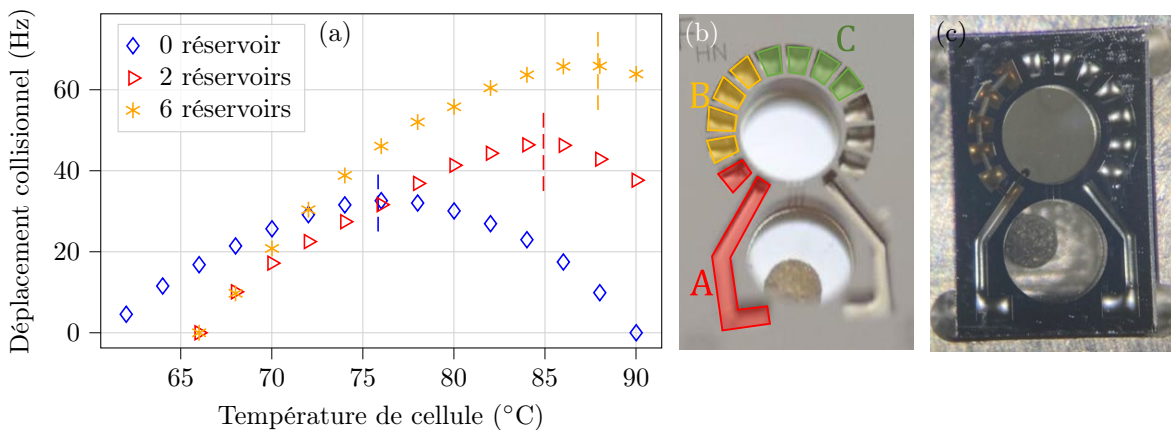 Déplacement collisionnel (Hz)
(a)
0 réservoir
2 réservoirs
6 réservoirs
0
20
40
60
65
70
75
80
85
90
Température de cellule (°C)
(b)
HN
C
B
A
(c)